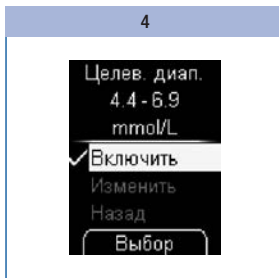 4
Целев. диап.
4.4 - 6.9
mmol/L
Включить
Изменить
Назад
Выбор